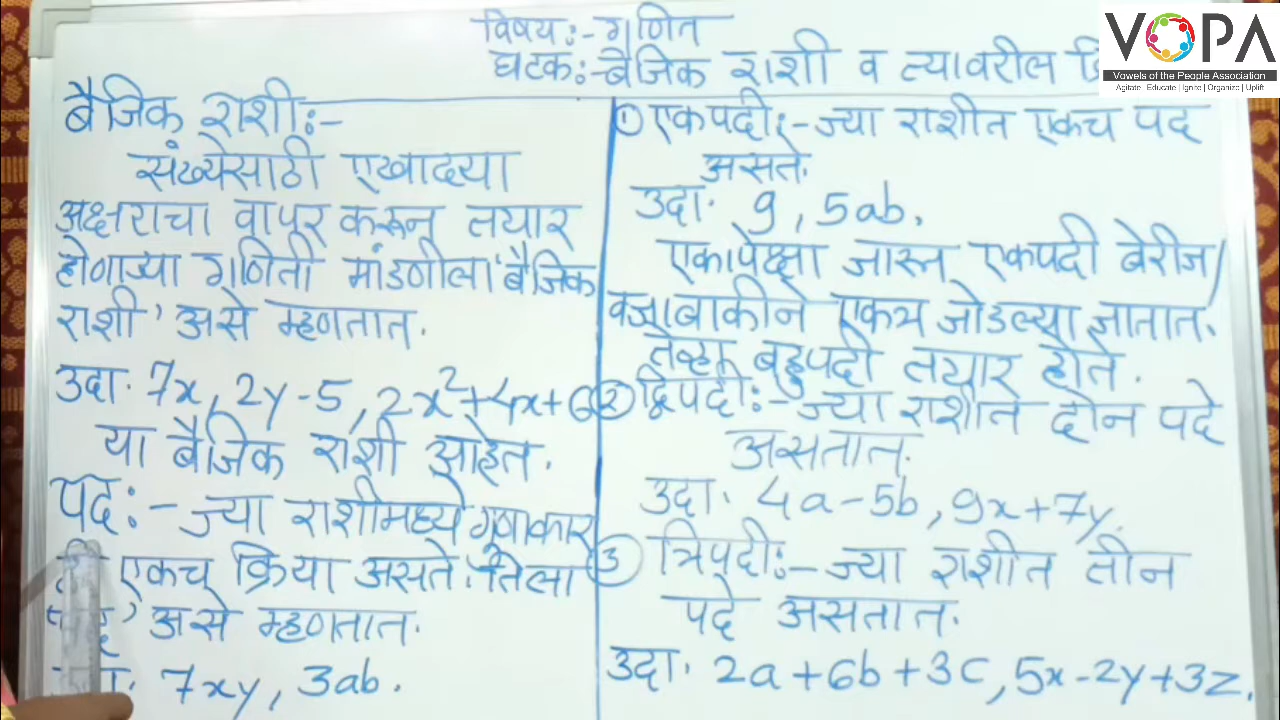 विषय:- गणित
घटक:- बैजिक राशी व त्यावरील
बैजिक राशी:-
संख्येसाठी एखादया
अक्षराचा वापर करून तयार
होणाऱ्या गणिती मांडणीला 'बैजिक
राशी' असे म्हणतात.
उदा. 7x, 2y-5, 2x²+4x+6
या बैजिक राशी आहेत.
पद:- ज्या राशीमध्ये गुणाकार
एकच क्रिया असते. तिला
असे म्हणतात.
7xy, 3ab.
① एकपदी:- ज्या राशीत एकच पद
असते.
उदा. 9, 5ab.
एकापेक्षा जास्त एकपदी बेरीज/
वजाबाकीने एकत्र जोडल्या जातात.
तेव्हा बहुपदी तयार होते.
② द्विपदी:- ज्या राशीत दोन पदे
असतात.
उदा. 4a-5b, 9x+7y.
③ त्रिपदी:- ज्या राशीत तीन
पदे असतात.
उदा. 2a+6b+3c, 5x-2y+3z.
VOPA
Vowels of the People Association
Agitate | Educate | Ignite | Organize | Uplift